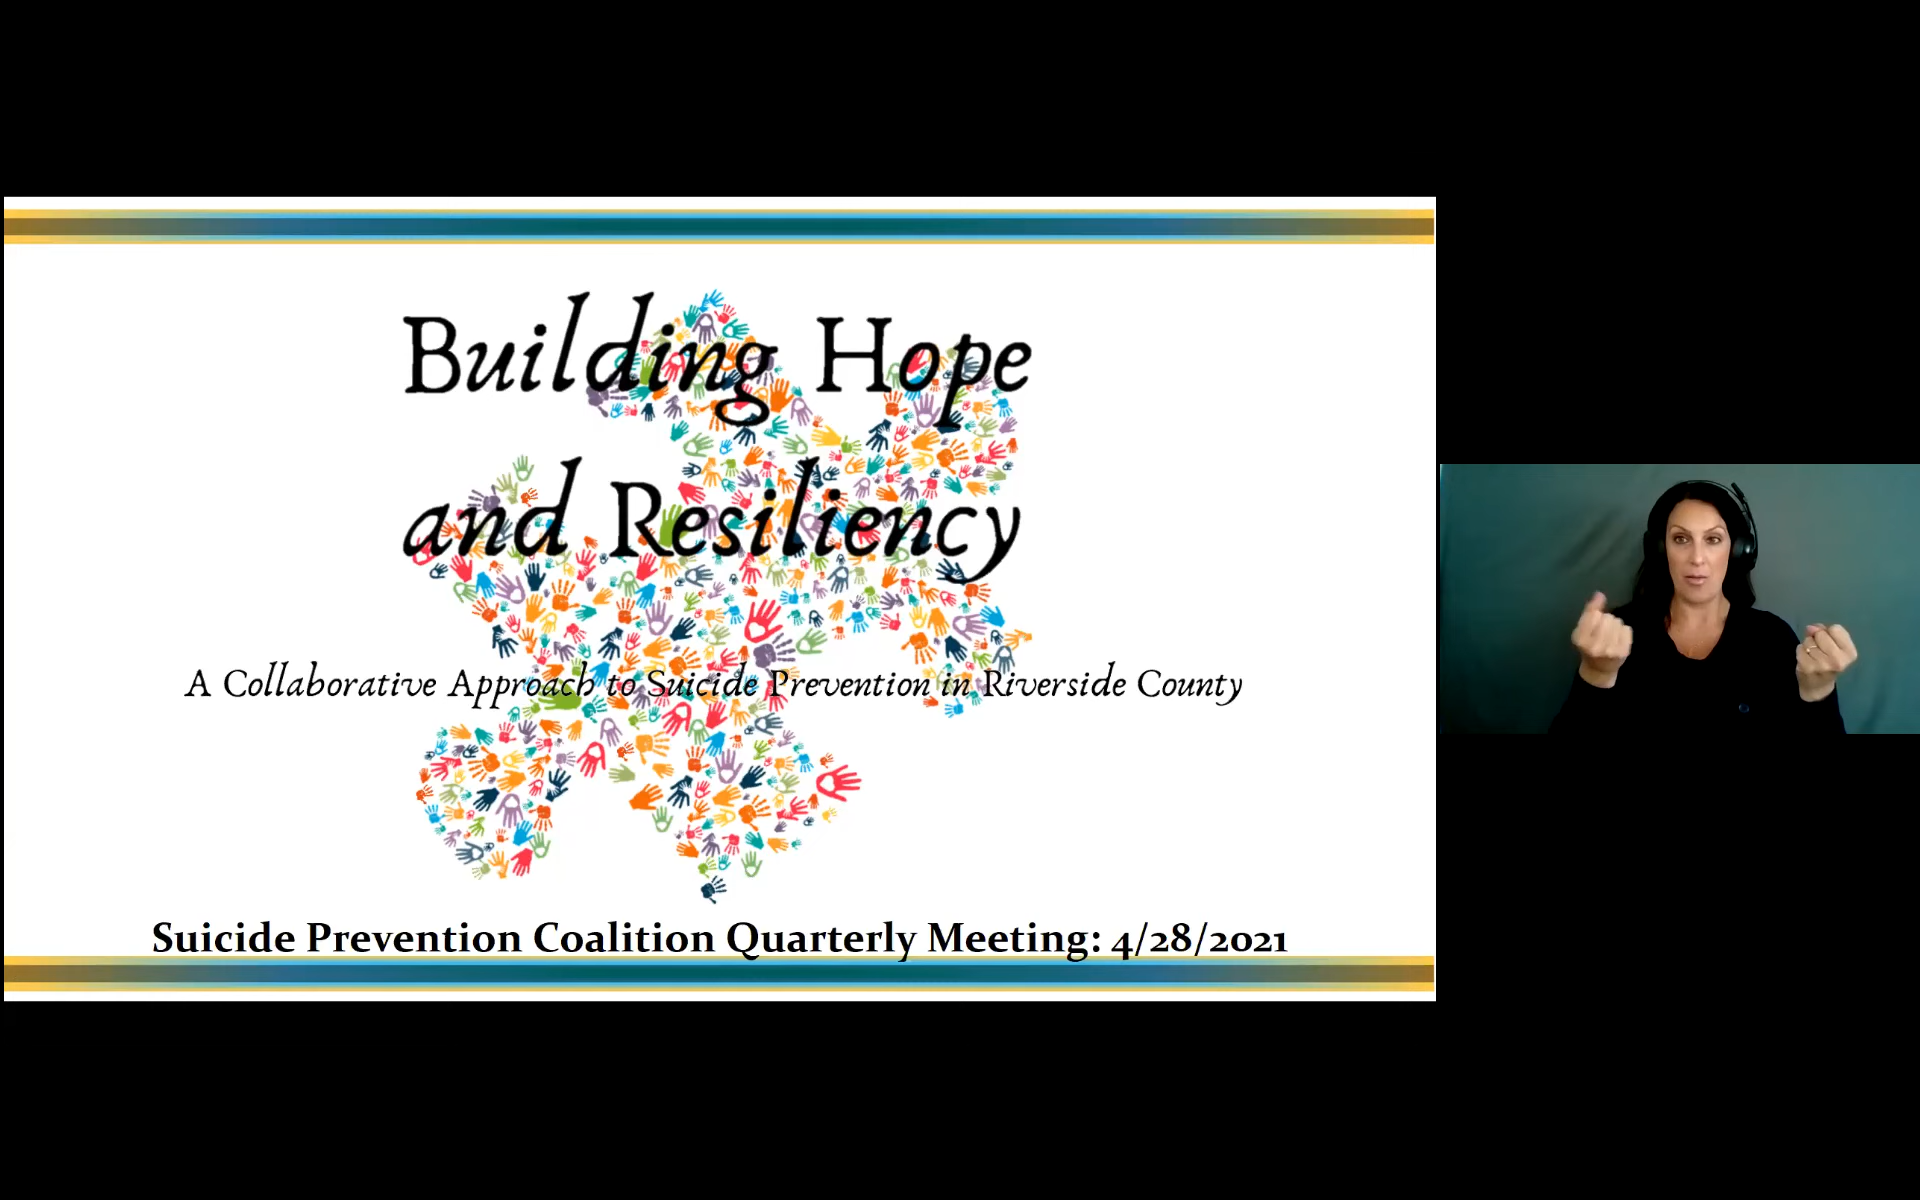 Building Hope
and Resiliency
A Collaborative Approach to Suicide Prevention in Riverside County
Suicide Prevention Coalition Quarterly Meeting: 4/28/2021